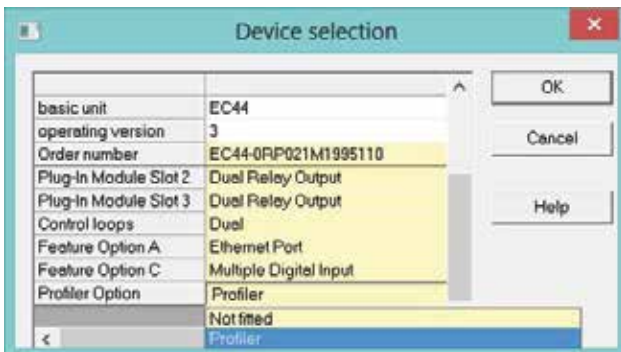 Device selection
basic unit EC44
operating version 3
Order number EC44-0RP021M1995110
Plug-In Module Slot 2 Dual Relay Output
Plug-In Module Slot 3 Dual Relay Output
Control loops Dual
Feature Option A Ethernet Port
Feature Option C Multiple Digital Input
Profiler Option Profiler
Not fitted
Profiler
OK
Cancel
Help